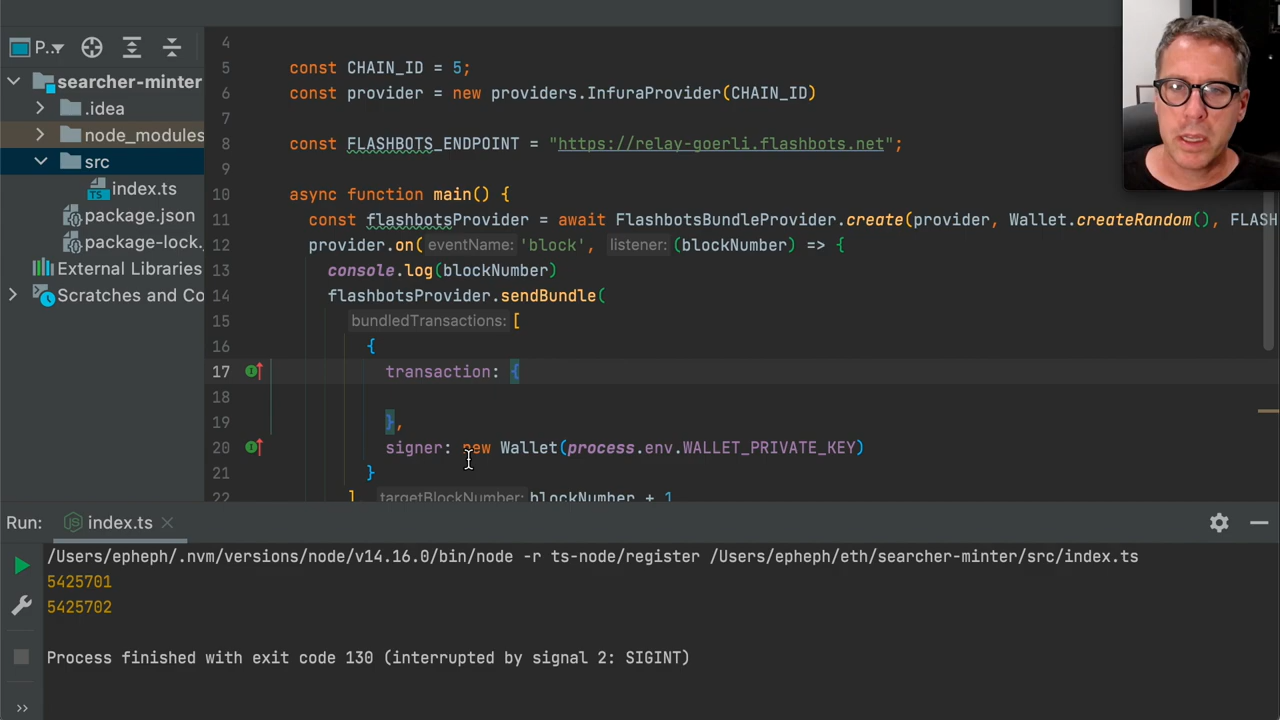 P...
searcher-minter
.idea
node_modules
src
index.ts
package.json
package-lock.
External Libraries
Scratches and Co
4
5 const CHAIN_ID = 5;
6 const provider = new providers.InfuraProvider(CHAIN_ID)
7
8 const FLASHBOTS_ENDPOINT = "https://relay-goerli.flashbots.net";
9
10 async function main() {
11 const flashbotsProvider = await FlashbotsBundleProvider.create(provider, Wallet.createRandom(), FLASH
12 provider.on( eventName: 'block', listener: (blockNumber) => {
13 console.log(blockNumber)
14 flashbotsProvider.sendBundle(
15 bundledTransactions: [
16 {
17 transaction: {
18
19 },
20 signer: new Wallet(process.env.WALLET_PRIVATE_KEY)
21 }
22 ] targetBlockNumber: blockNumber + 1
Run: index.ts
/Users/epheph/.nvm/versions/node/v14.16.0/bin/node -r ts-node/register /Users/epheph/eth/searcher-minter/src/index.ts
5425701
5425702
Process finished with exit code 130 (interrupted by signal 2: SIGINT)